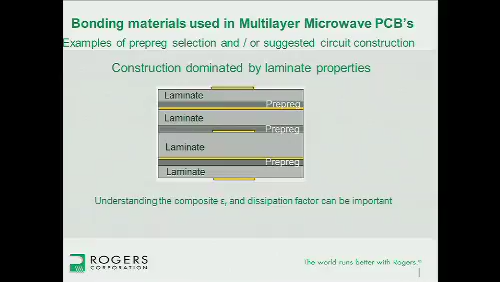 Bonding materials used in Multilayer Microwave PCB's
Examples of prepreg selection and / or suggested circuit construction
Construction dominated by laminate properties
Laminate
Prepreg
Laminate
Prepreg
Laminate
Prepreg
Laminate
Understanding the composite εr and dissipation factor can be important
ROGERS
CORPORATION
The world runs better with Rogers.™